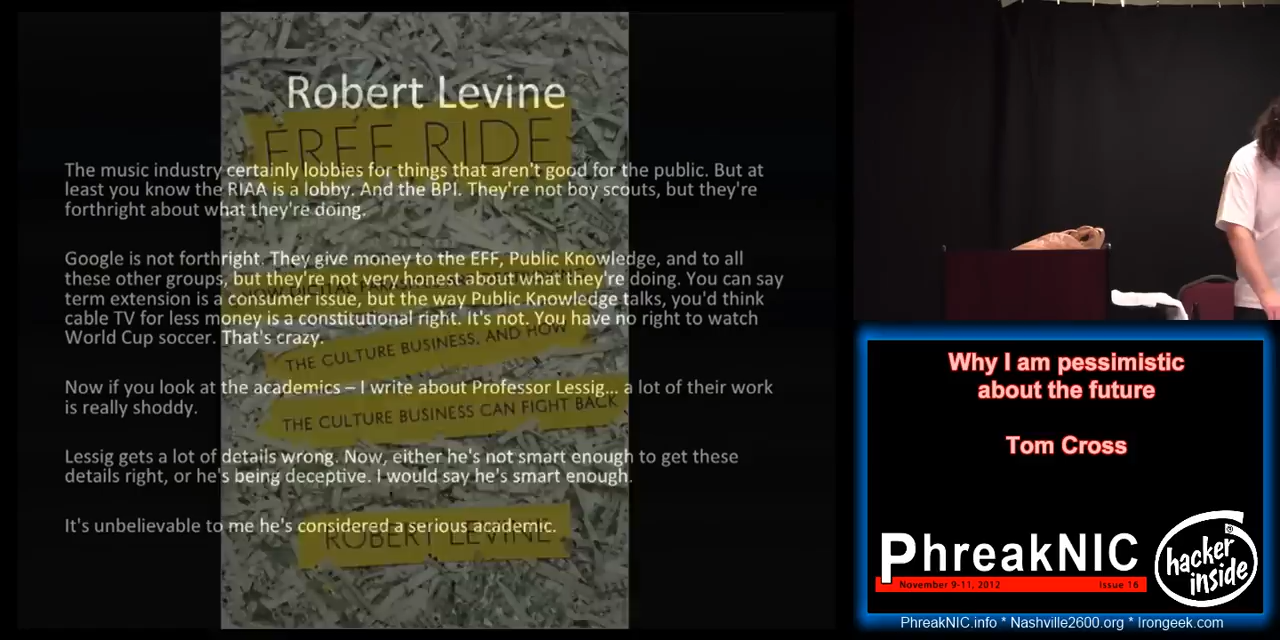 Robert Levine
FREE RIDE
The music industry certainly lobbies for things that aren't good for the public. But at
least you know the RIAA is a lobby. And the BPI. They're not boy scouts, but they're
forthright about what they're doing.
Google is not forthright. They give money to the EFF, Public Knowledge, and to all
these other groups, but they're not very honest about what they're doing. You can say
term extension is a consumer issue, but the way Public Knowledge talks, you'd think
cable TV for less money is a constitutional right. It's not. You have no right to watch
World Cup soccer. That's crazy.
THE CULTURE BUSINESS, AND HOW
Now if you look at the academics – I write about Professor Lessig... a lot of their work
is really shoddy.
THE CULTURE BUSINESS CAN FIGHT BACK
Lessig gets a lot of details wrong. Now, either he's not smart enough to get these
details right, or he's being deceptive. I would say he's smart enough.
It's unbelievable to me he's considered a serious academic.
ROBERT LEVINE
Why I am pessimistic
about the future
Tom Cross
PhreakNIC
November 9-11, 2012
Issue 16
hacker
inside
®
PhreakNIC.info * Nashville2600.org * Irongeek.com